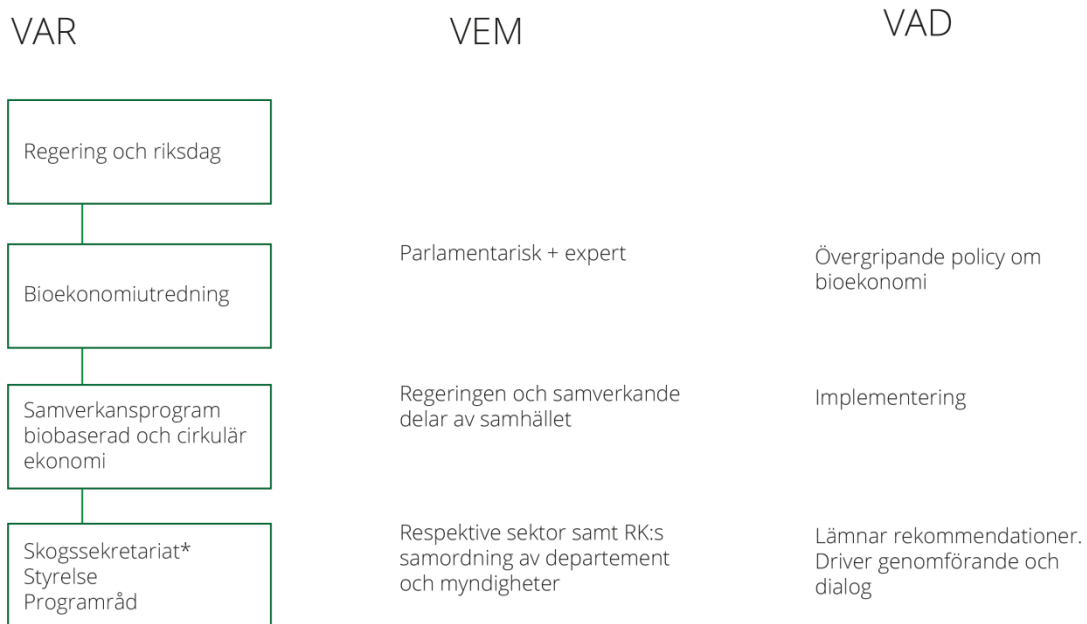 VAR
VEM
VAD
Regering och riksdag
Bioekonomiutredning
Parlamentarisk + expert
Övergripande policy om
bioekonomi
Samverkansprogram
biobaserad och cirkulär
ekonomi
Regeringen och samverkande
delar av samhället
Implementering
Skogssekretariat*
Styrelse
Programråd
Respektive sektor samt RK:s
samordning av departement
och myndigheter
Lämnar rekommendationer.
Driver genomförande och
dialog